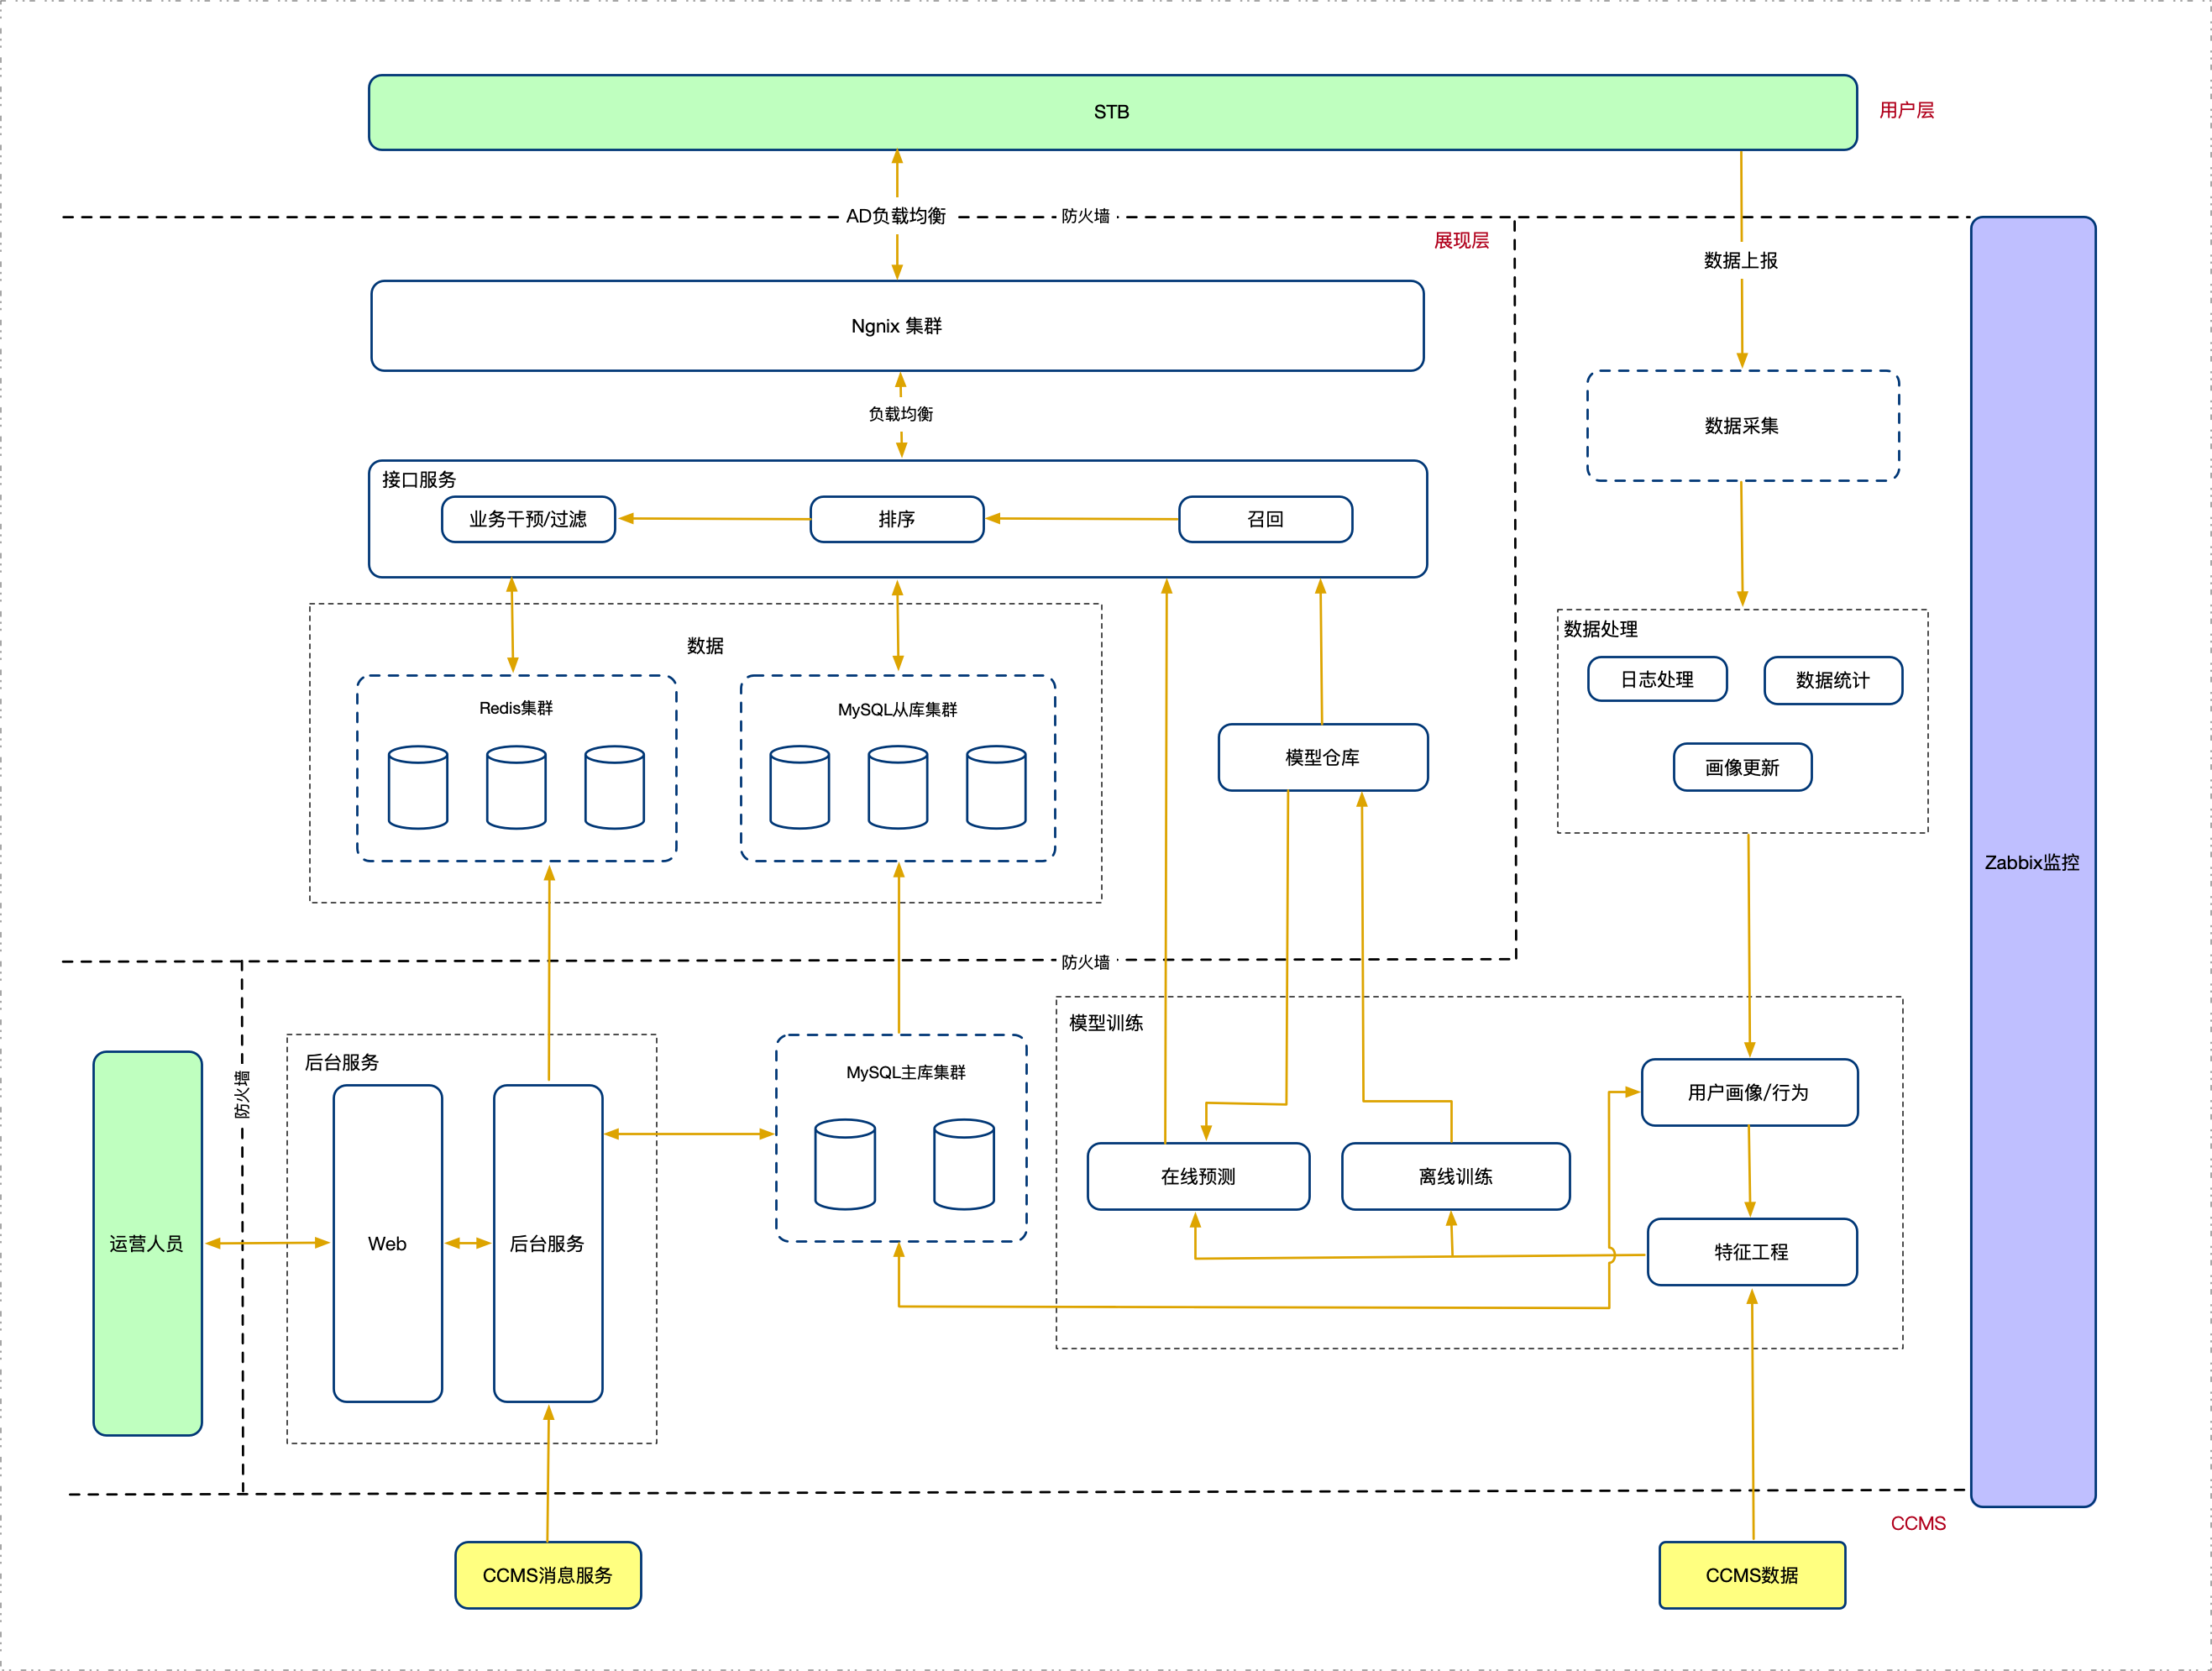 STB
用户层
AD负载均衡
防火墙
展现层
数据上报
Ngnix 集群
负载均衡
数据采集
接口服务
业务干预/过滤
排序
召回
数据
数据处理
日志处理
数据统计
画像更新
Redis集群
MySQL从库集群
模型仓库
Zabbix监控
防火墙
模型训练
后台服务
防火墙
MySQL主库集群
用户画像/行为
在线预测
离线训练
运营人员
Web
后台服务
特征工程
CCMS
CCMS消息服务
CCMS数据